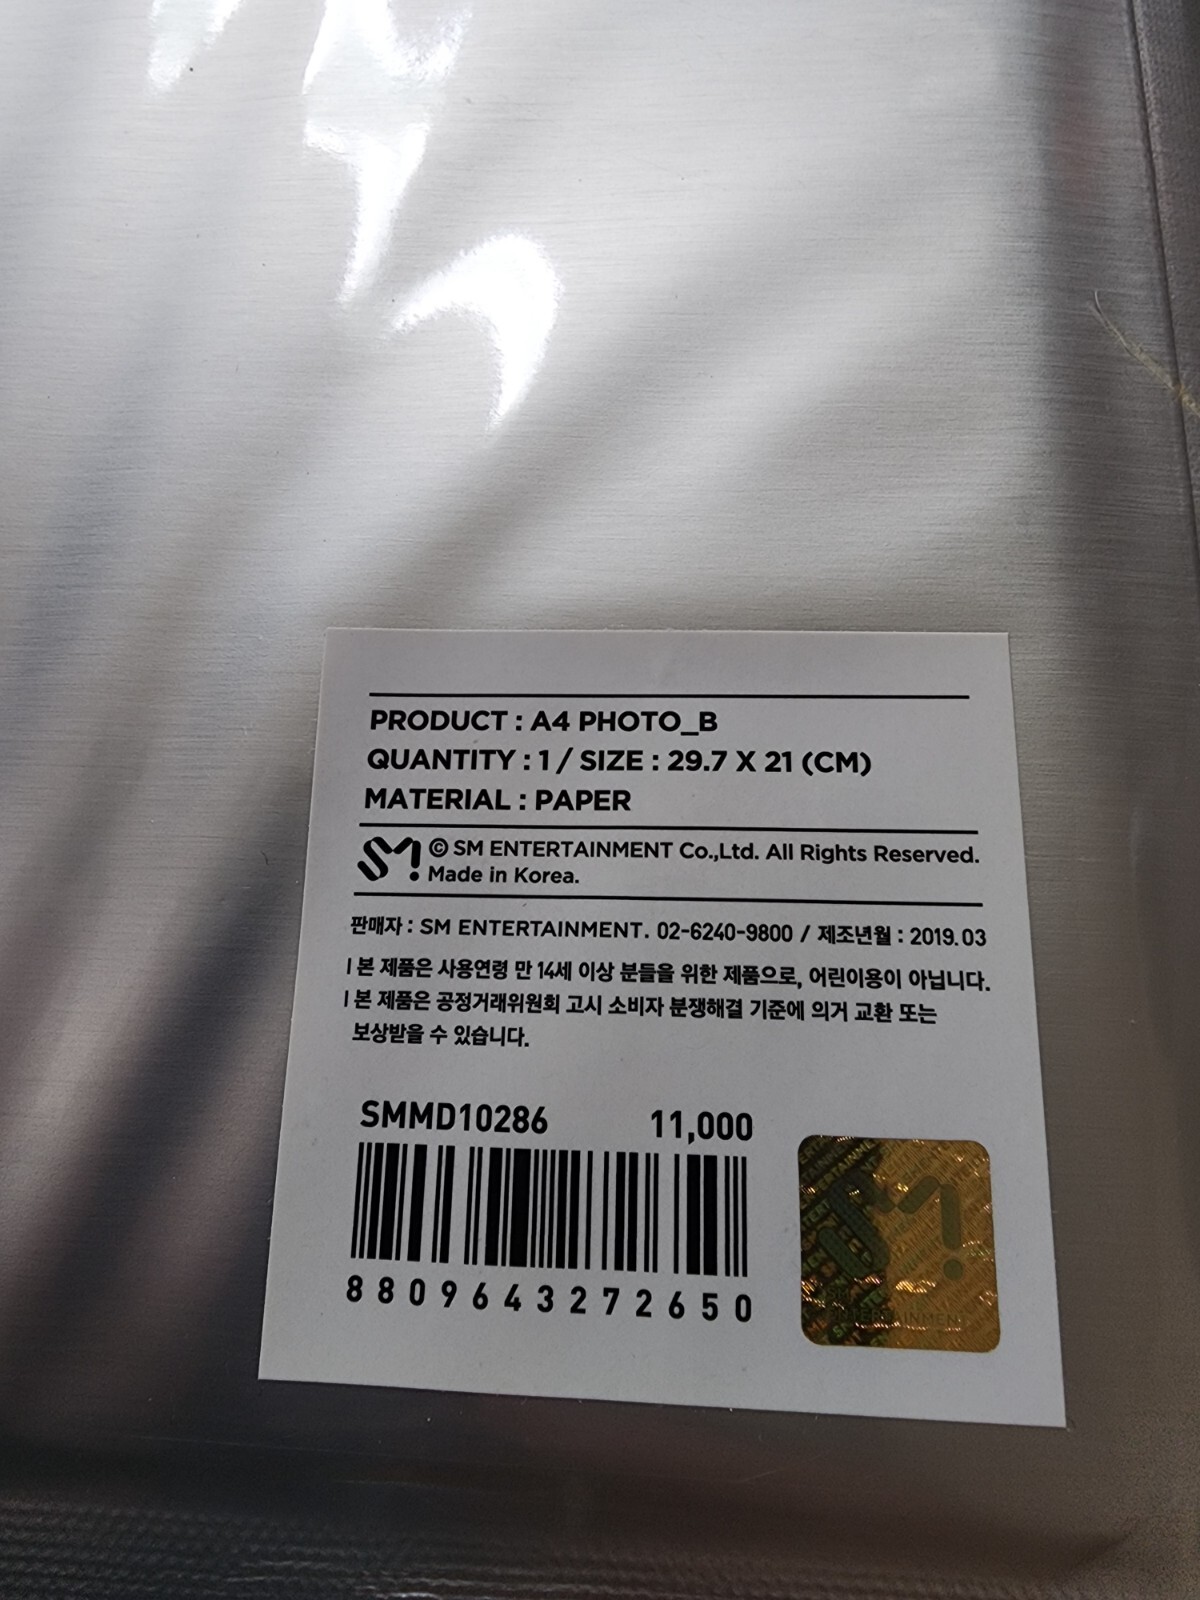 PRODUCT : A4 PHOTO_B
QUANTITY : 1 / SIZE : 29.7 X 21 (CM)
MATERIAL : PAPER
SM! © SM ENTERTAINMENT Co.,Ltd. All Rights Reserved.
Made in Korea.
판매자 : SM ENTERTAINMENT. 02-6240-9800 / 제조년월 : 2019.03
l 본 제품은 사용연령 만 14세 이상 분들을 위한 제품으로, 어린이용이 아닙니다.
l 본 제품은 공정거래위원회 고시 소비자 분쟁해결 기준에 의거 교환 또는
보상받을 수 있습니다.
SMMD10286 11,000
8809643272650
SM
ENTERTAINMENT